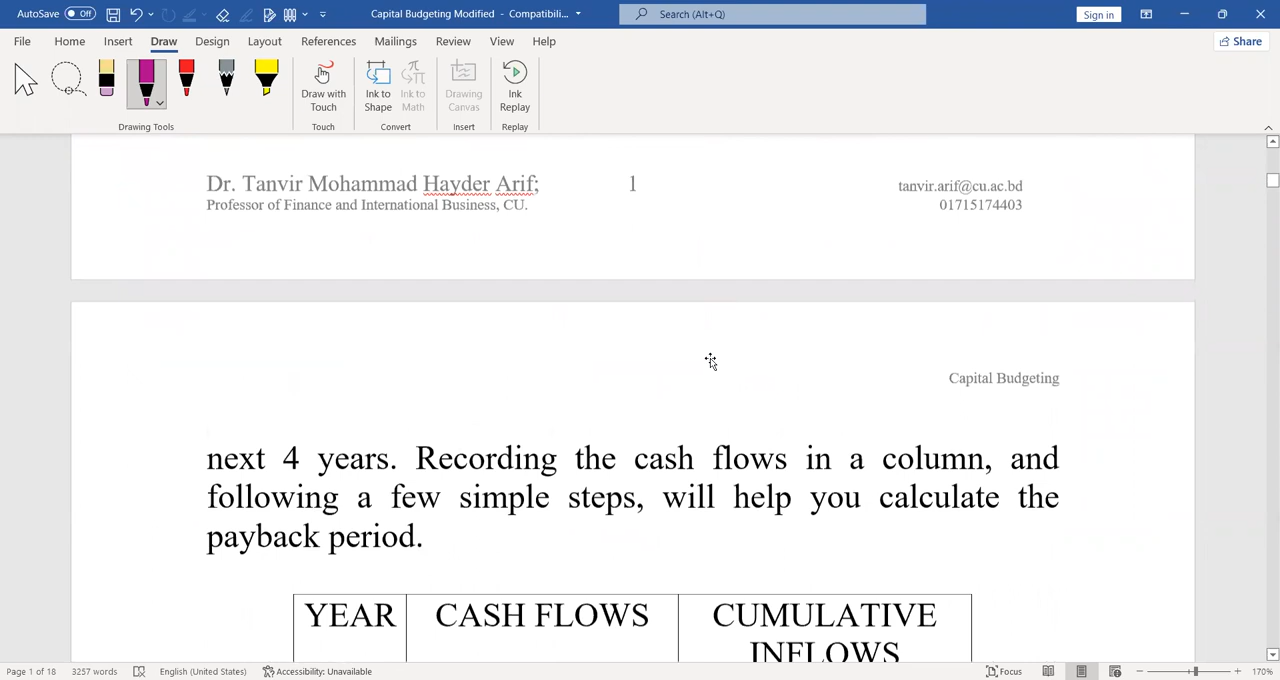 AutoSave Off Capital Budgeting Modified - Compatibili... Search (Alt+Q) Sign in
File Home Insert Draw Design Layout References Mailings Review View Help Share
Draw with Touch
Ink to Shape
Ink to Math
Drawing Canvas
Ink Replay
Drawing Tools Touch Convert Insert Replay
Dr. Tanvir Mohammad Hayder Arif; 1 tanvir.arif@cu.ac.bd
Professor of Finance and International Business, CU. 01715174403
Capital Budgeting
next 4 years. Recording the cash flows in a column, and
following a few simple steps, will help you calculate the
payback period.
YEAR CASH FLOWS CUMULATIVE
INFLOWS
Page 1 of 18 3257 words English (United States) Accessibility: Unavailable Focus 170%